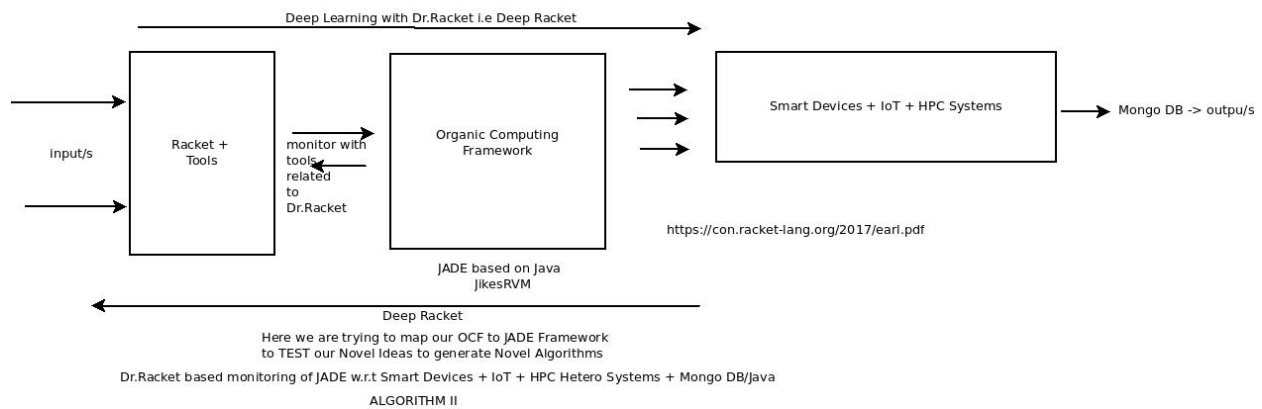 Deep Learning with Dr.Racket i.e Deep Racket
input/s
Racket +
Tools
monitor with
tools
related
to
Dr.Racket
Organic Computing
Framework
Smart Devices + IoT + HPC Systems
Mongo DB -> outpu/s
https://con.racket-lang.org/2017/earl.pdf
JADE based on Java
JikesRVM
Deep Racket
Here we are trying to map our OCF to JADE Framework
to TEST our Novel Ideas to generate Novel Algorithms
Dr.Racket based monitoring of JADE w.r.t Smart Devices + IoT + HPC Hetero Systems + Mongo DB/Java
ALGORITHM II